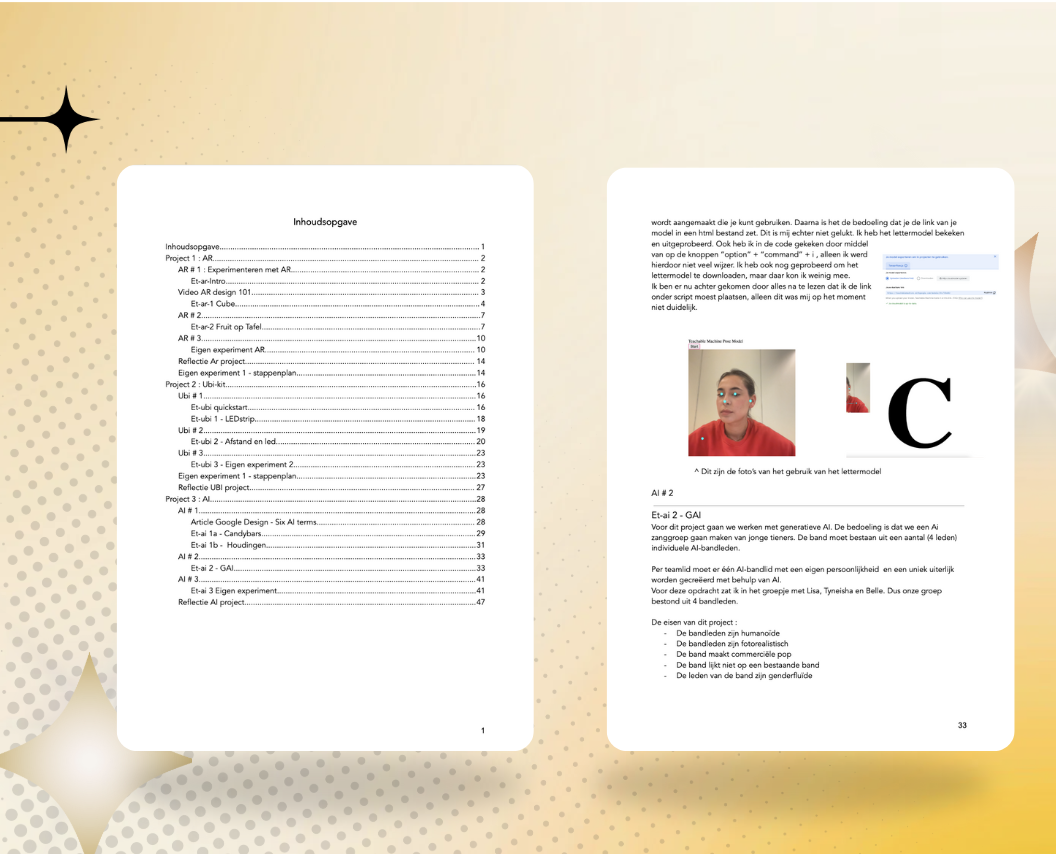 Inhoudsopgave
Inhoudsopgave 1
Project 1 : AR 2
AR # 1 : Experimenteren met AR 2
Et-ar-Intro 2
Video AR design 101 3
Et-ar-1 Cube 4
AR # 2 7
Et-ar-2 Fruit op Tafel 7
AR # 3 10
Eigen experiment AR 10
Reflectie Ar project 14
Eigen experiment 1 - stappenplan 14
Project 2 : Ubi-kit 16
Ubi # 1 16
Et-ubi quickstart 16
Et-ubi 1 - LEDstrip 18
Ubi # 2 19
Et-ubi 2 - Afstand en led 20
Ubi # 3 23
Et-ubi 3 - Eigen experiment 2 23
Eigen experiment 1 - stappenplan 23
Reflectie UBI project 27
Project 3 : AI 28
AI # 1 28
Article Google Design - Six AI terms 28
Et-ai 1a - Candybars 29
Et-ai 1b - Houdingen 31
AI # 2 33
Et-ai 2 - GAI 33
AI # 3 41
Et-ai 3 Eigen experiment 41
Reflectie AI project 47
1
wordt aangemaakt die je kunt gebruiken. Daarna is het de bedoeling dat je de link van je
model in een html bestand zet. Dit is mij echter niet gelukt. Ik heb het lettermodel bekeken
en uitgeprobeerd. Ook heb ik in de code gekeken door middel
van op de knoppen “option” + “command” + i , alleen ik werd
hierdoor niet veel wijzer. Ik heb ook nog geprobeerd om het
lettermodel te downloaden, maar daar kon ik weinig mee.
Ik ben er nu achter gekomen door alles na te lezen dat ik de link
onder script moest plaatsen, alleen dit was mij op het moment
niet duidelijk.
Teachable Machine Pose Model
Start
C
^ Dit zijn de foto's van het gebruik van het lettermodel
AI # 2
Et-ai 2 - GAI
Voor dit project gaan we werken met generatieve AI. De bedoeling is dat we een Ai
zanggroep gaan maken van jonge tieners. De band moet bestaan uit een aantal (4 leden)
individuele AI-bandleden.
Per teamlid moet er één AI-bandlid met een eigen persoonlijkheid en een uniek uiterlijk
worden gecreëerd met behulp van AI.
Voor deze opdracht zat ik in het groepje met Lisa, Tyneisha en Belle. Dus onze groep
bestond uit 4 bandleden.
De eisen van dit project :
- De bandleden zijn humanoïde
- De bandleden zijn fotorealistisch
- De band maakt commerciële pop
- De band lijkt niet op een bestaande band
- De leden van de band zijn genderfluïde
33